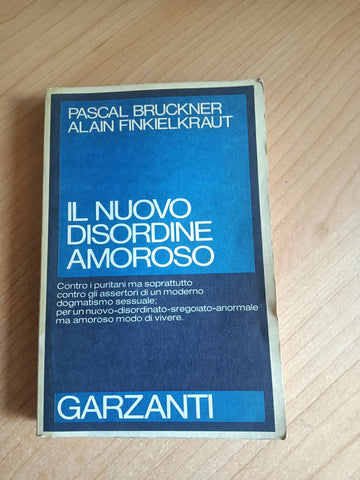 PASCAL BRUCKNER
ALAIN FINKIELKRAUT
IL NUOVO
DISORDINE
AMOROSO
Contro i puritani ma soprattutto
contro gli assertori di un moderno
dogmatismo sessuale;
per un nuovo-disordinato-sregolato-anormale
ma amoroso modo di vivere.
GARZANTI